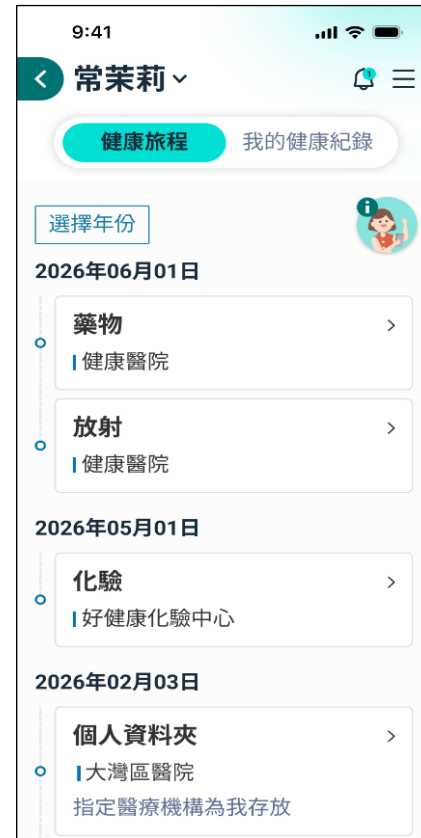 9:41
常茉莉
1
健康旅程 我的健康紀錄
選擇年份
i
2026年06月01日
藥物
健康醫院
放射
健康醫院
2026年05月01日
化驗
好健康化驗中心
2026年02月03日
個人資料夾
大灣區醫院
指定醫療機構為我存放